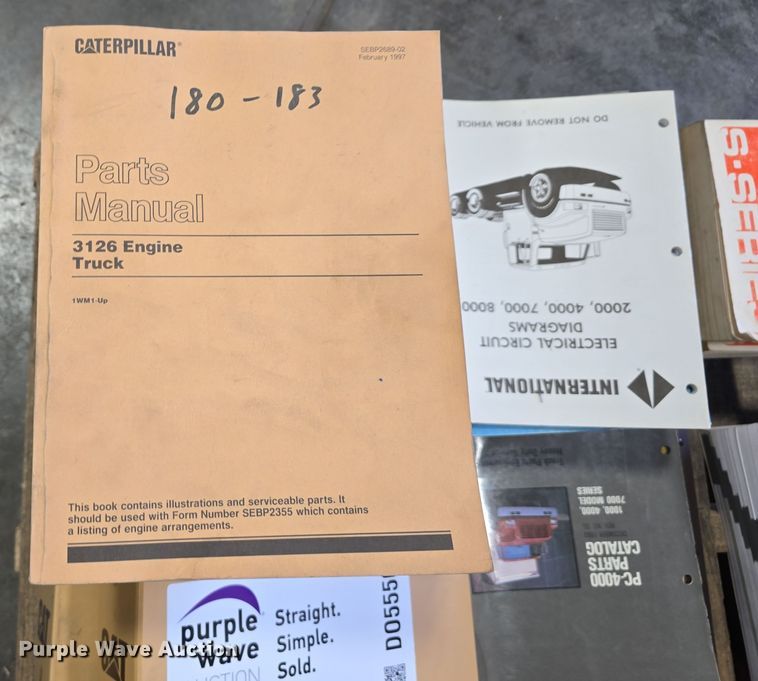 CATERPILLAR®
SEBP2689-02
February 1997
180 - 183
Parts
Manual
3126 Engine
Truck
1WM1-Up
This book contains illustrations and serviceable parts. It
should be used with Form Number SEBP2355 which contains
a listing of engine arrangements.
INTERNATIONAL
ELECTRICAL CIRCUIT
DIAGRAMS
2000, 4000, 7000, 8000
DO NOT REMOVE FROM VEHICLE
PC-4000
PARTS
CATALOG
1000, 4000,
7000 MODEL
SERIES
purple
wave
AUCTION
Straight.
Simple.
Sold.
DO555
Purple Wave Auction